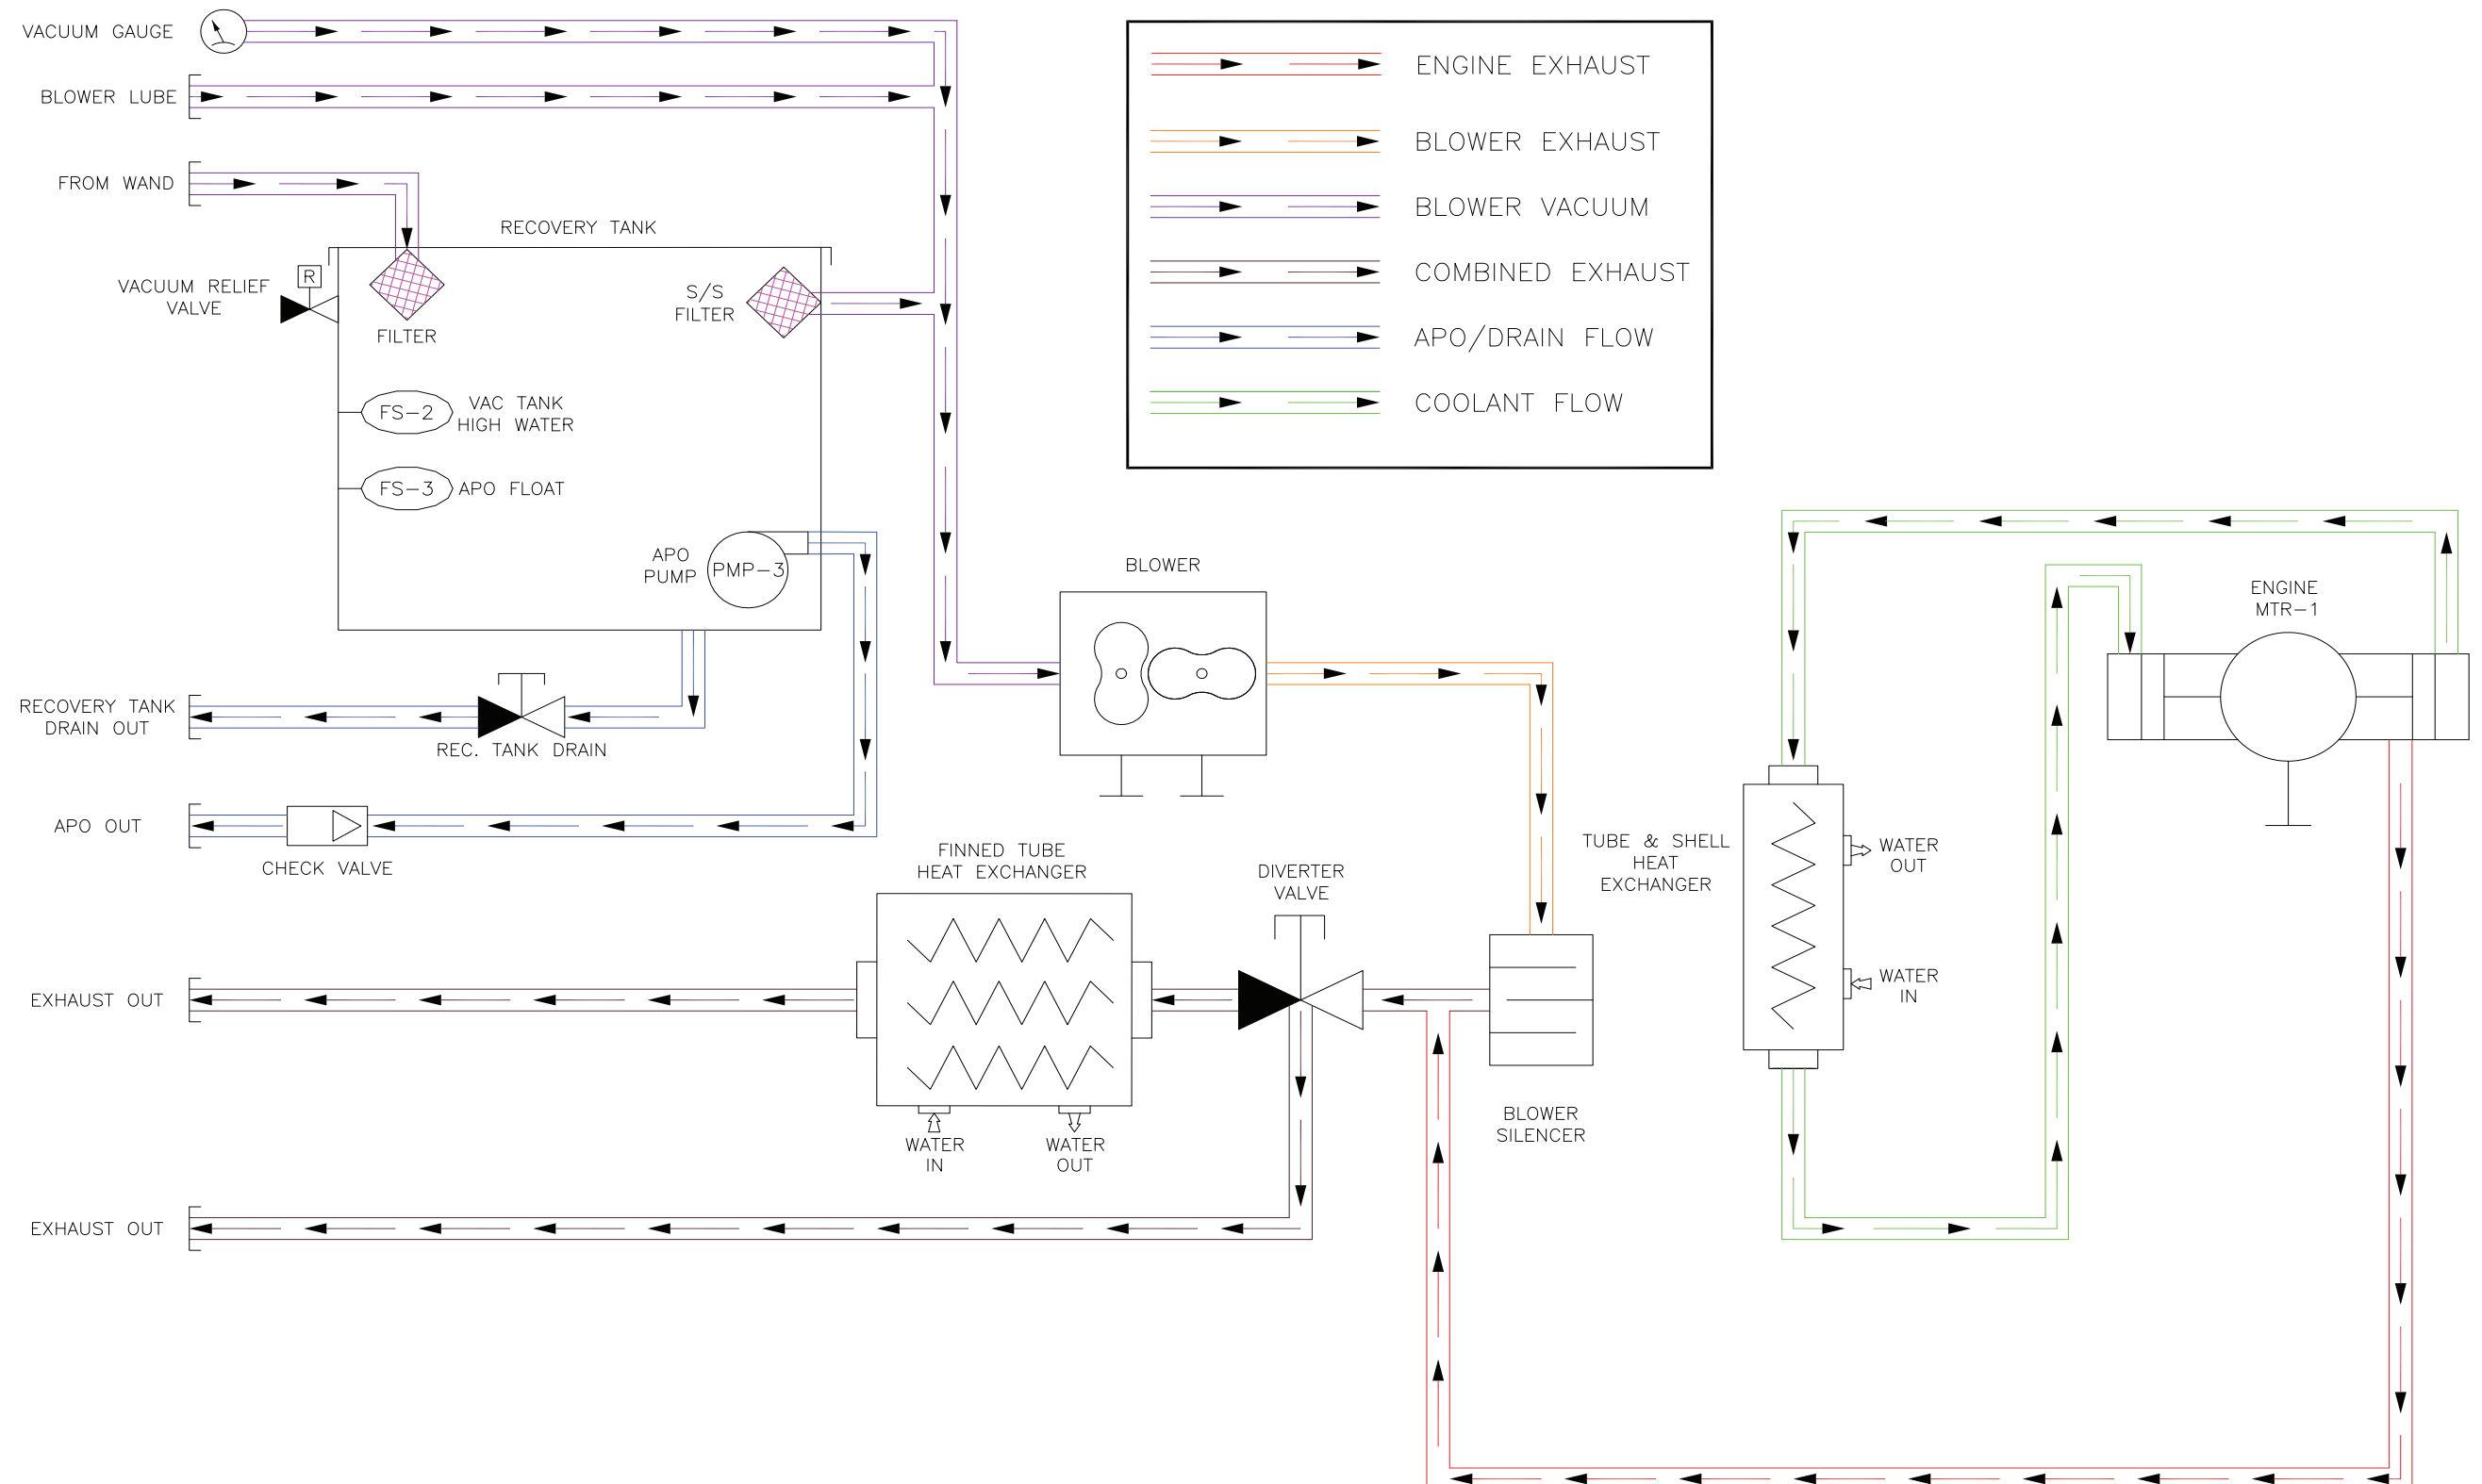 VACUUM GAUGE
BLOWER LUBE
FROM WAND
RECOVERY TANK
R
VACUUM RELIEF
VALVE
FILTER
S/S
FILTER
FS-2
VAC TANK
HIGH WATER
FS-3
APO FLOAT
APO
PUMP
PMP-3
RECOVERY TANK
DRAIN OUT
REC. TANK DRAIN
APO OUT
CHECK VALVE
ENGINE EXHAUST
BLOWER EXHAUST
BLOWER VACUUM
COMBINED EXHAUST
APO/DRAIN FLOW
COOLANT FLOW
BLOWER
ENGINE
MTR-1
FINNED TUBE
HEAT EXCHANGER
DIVERTER
VALVE
TUBE & SHELL
HEAT
EXCHANGER
WATER
OUT
WATER
IN
EXHAUST OUT
BLOWER
SILENCER
WATER
IN
WATER
OUT
EXHAUST OUT